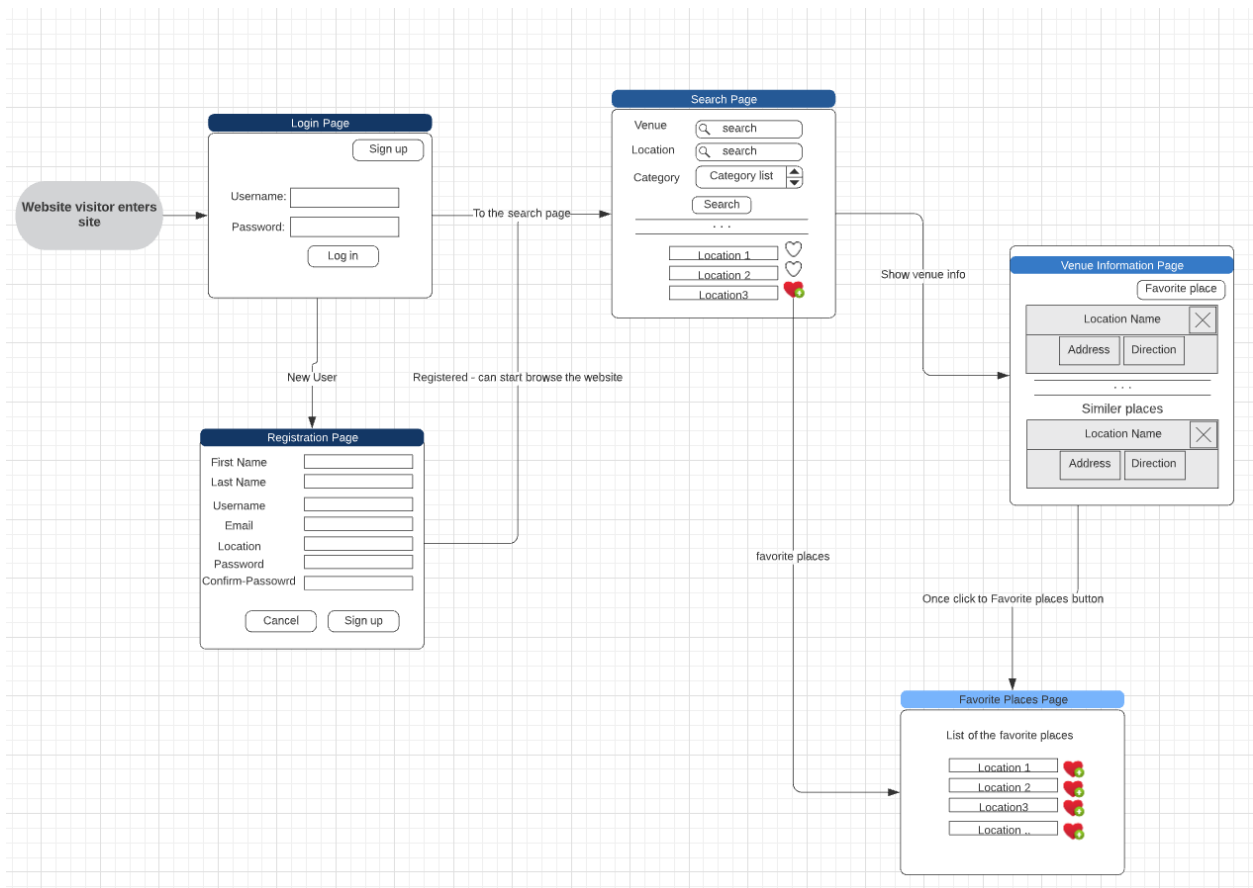 Website visitor enters
site
Login Page
Sign up
Username:
Password:
Log in
New User
To the search page
Registered - can start browse the website
Registration Page
First Name
Last Name
Username
Email
Location
Password
Confirm-Passowrd
Cancel
Sign up
Search Page
Venue
search
Location
search
Category
Category list
Search
. . .
Location 1
Location 2
Location3
Show venue info
favorite places
Venue Information Page
Favorite place
Location Name
Address
Direction
. . .
Similer places
Location Name
Address
Direction
Once click to Favorite places button
Favorite Places Page
List of the favorite places
Location 1
Location 2
Location3
Location ..